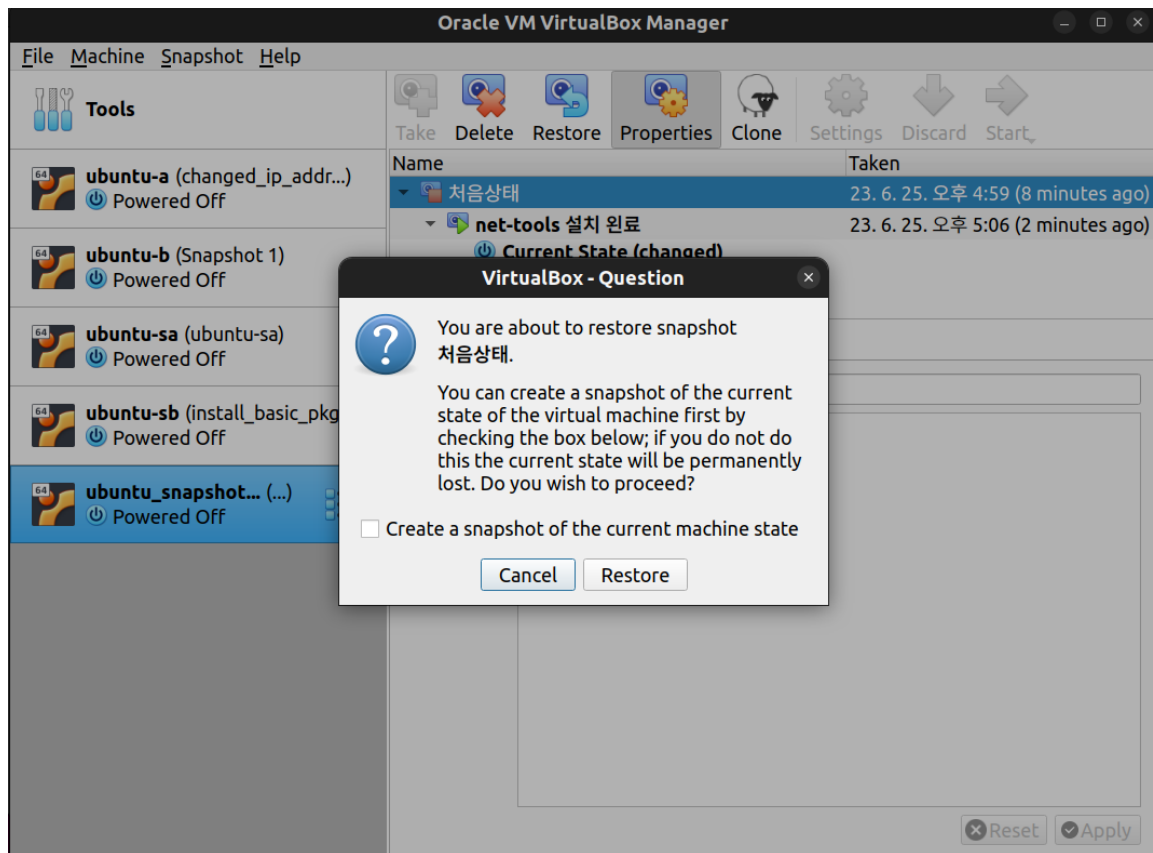 Oracle VM VirtualBox Manager
File Machine Snapshot Help
Tools
Take Delete Restore Properties Clone Settings Discard Start
Name Taken
64 ubuntu-a (changed_ip_addr...)
Powered Off
처음상태 23. 6. 25. 오후 4:59 (8 minutes ago)
net-tools 설치 완료 23. 6. 25. 오후 5:06 (2 minutes ago)
Current State (changed)
64 ubuntu-b (Snapshot 1)
Powered Off
64 ubuntu-sa (ubuntu-sa)
Powered Off
64 ubuntu-sb (install_basic_pkg
Powered Off
64 ubuntu_snapshot... (...)
Powered Off
VirtualBox - Question
You are about to restore snapshot
처음상태.
You can create a snapshot of the current
state of the virtual machine first by
checking the box below; if you do not do
this the current state will be permanently
lost. Do you wish to proceed?
Create a snapshot of the current machine state
Cancel Restore
Reset Apply